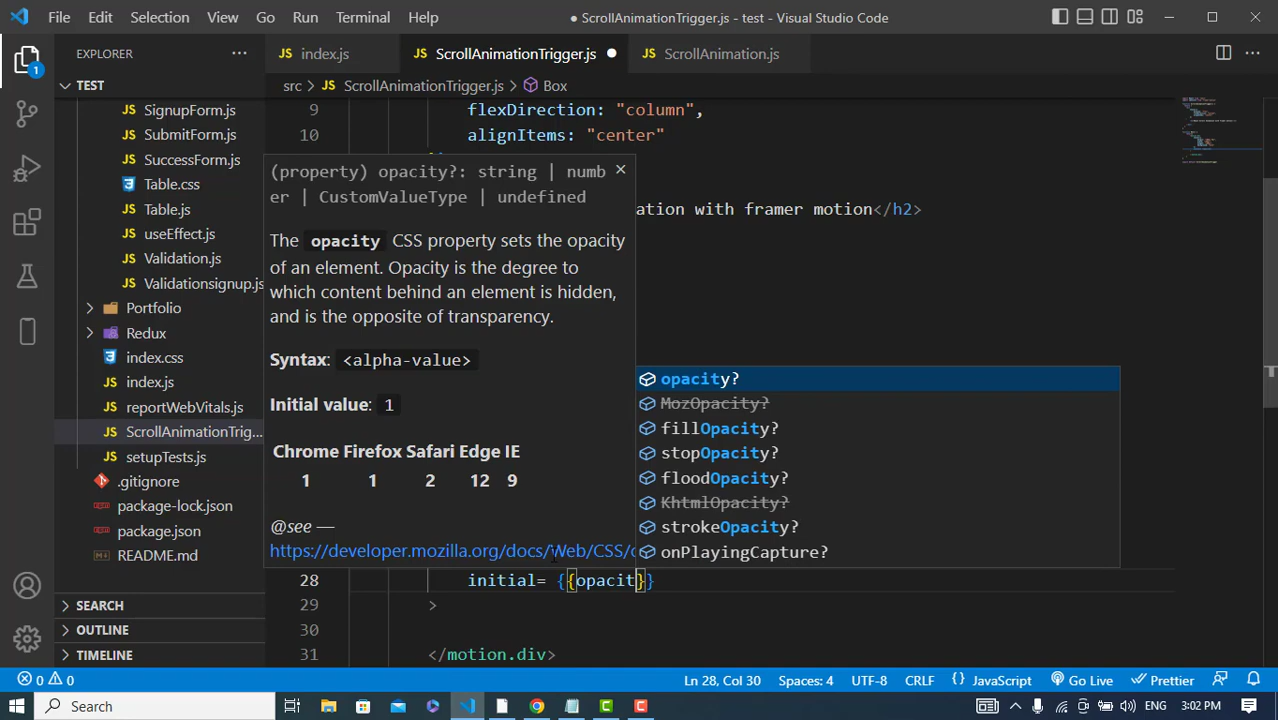 File Edit Selection View Go Run Terminal Help
● ScrollAnimationTrigger.js - test - Visual Studio Code
EXPLORER
index.js
ScrollAnimationTrigger.js
ScrollAnimation.js
TEST
src > ScrollAnimationTrigger.js > Box
SignupForm.js
SubmitForm.js
SuccessForm.js
Table.css
Table.js
useEffect.js
Validation.js
Validationsignup.js
Portfolio
Redux
index.css
index.js
reportWebVitals.js
ScrollAnimationTrig...
setupTests.js
.gitignore
package-lock.json
package.json
README.md
SEARCH
OUTLINE
TIMELINE
9 flexDirection: "column",
10 alignItems: "center"
ation with framer motion</h2>
(property) opacity?: string | numb
er | CustomValueType | undefined
The opacity CSS property sets the opacity
of an element. Opacity is the degree to
which content behind an element is hidden,
and is the opposite of transparency.
Syntax: <alpha-value>
Initial value: 1
Chrome Firefox Safari Edge IE
1 1 2 12 9
@see —
https://developer.mozilla.org/docs/Web/CSS/
opacity?
MozOpacity?
fillOpacity?
stopOpacity?
floodOpacity?
KhtmlOpacity?
strokeOpacity?
onPlayingCapture?
28 initial= {{opacit}}
29 >
30
31 </motion.div>
0 0
Ln 28, Col 30 Spaces: 4 UTF-8 CRLF {} JavaScript Go Live Prettier
Search
ENG 3:02 PM